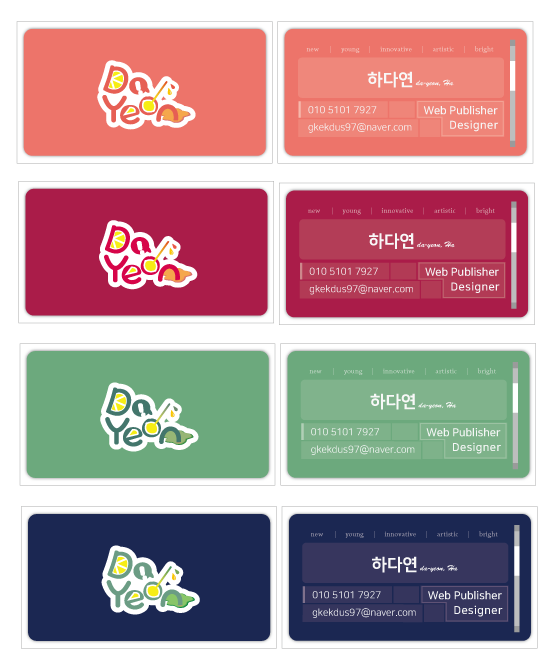 Da
Yeon
new | young | innovative | artistic | bright
하다연 da-yeon, Ha
010 5101 7927
Web Publisher
gkekdus97@naver.com
Designer
Da
Yeon
new | young | innovative | artistic | bright
하다연 da-yeon, Ha
010 5101 7927
Web Publisher
gkekdus97@naver.com
Designer
Da
Yeon
new | young | innovative | artistic | bright
하다연 da-yeon, Ha
010 5101 7927
Web Publisher
gkekdus97@naver.com
Designer
Da
Yeon
new | young | innovative | artistic | bright
하다연 da-yeon, Ha
010 5101 7927
Web Publisher
gkekdus97@naver.com
Designer